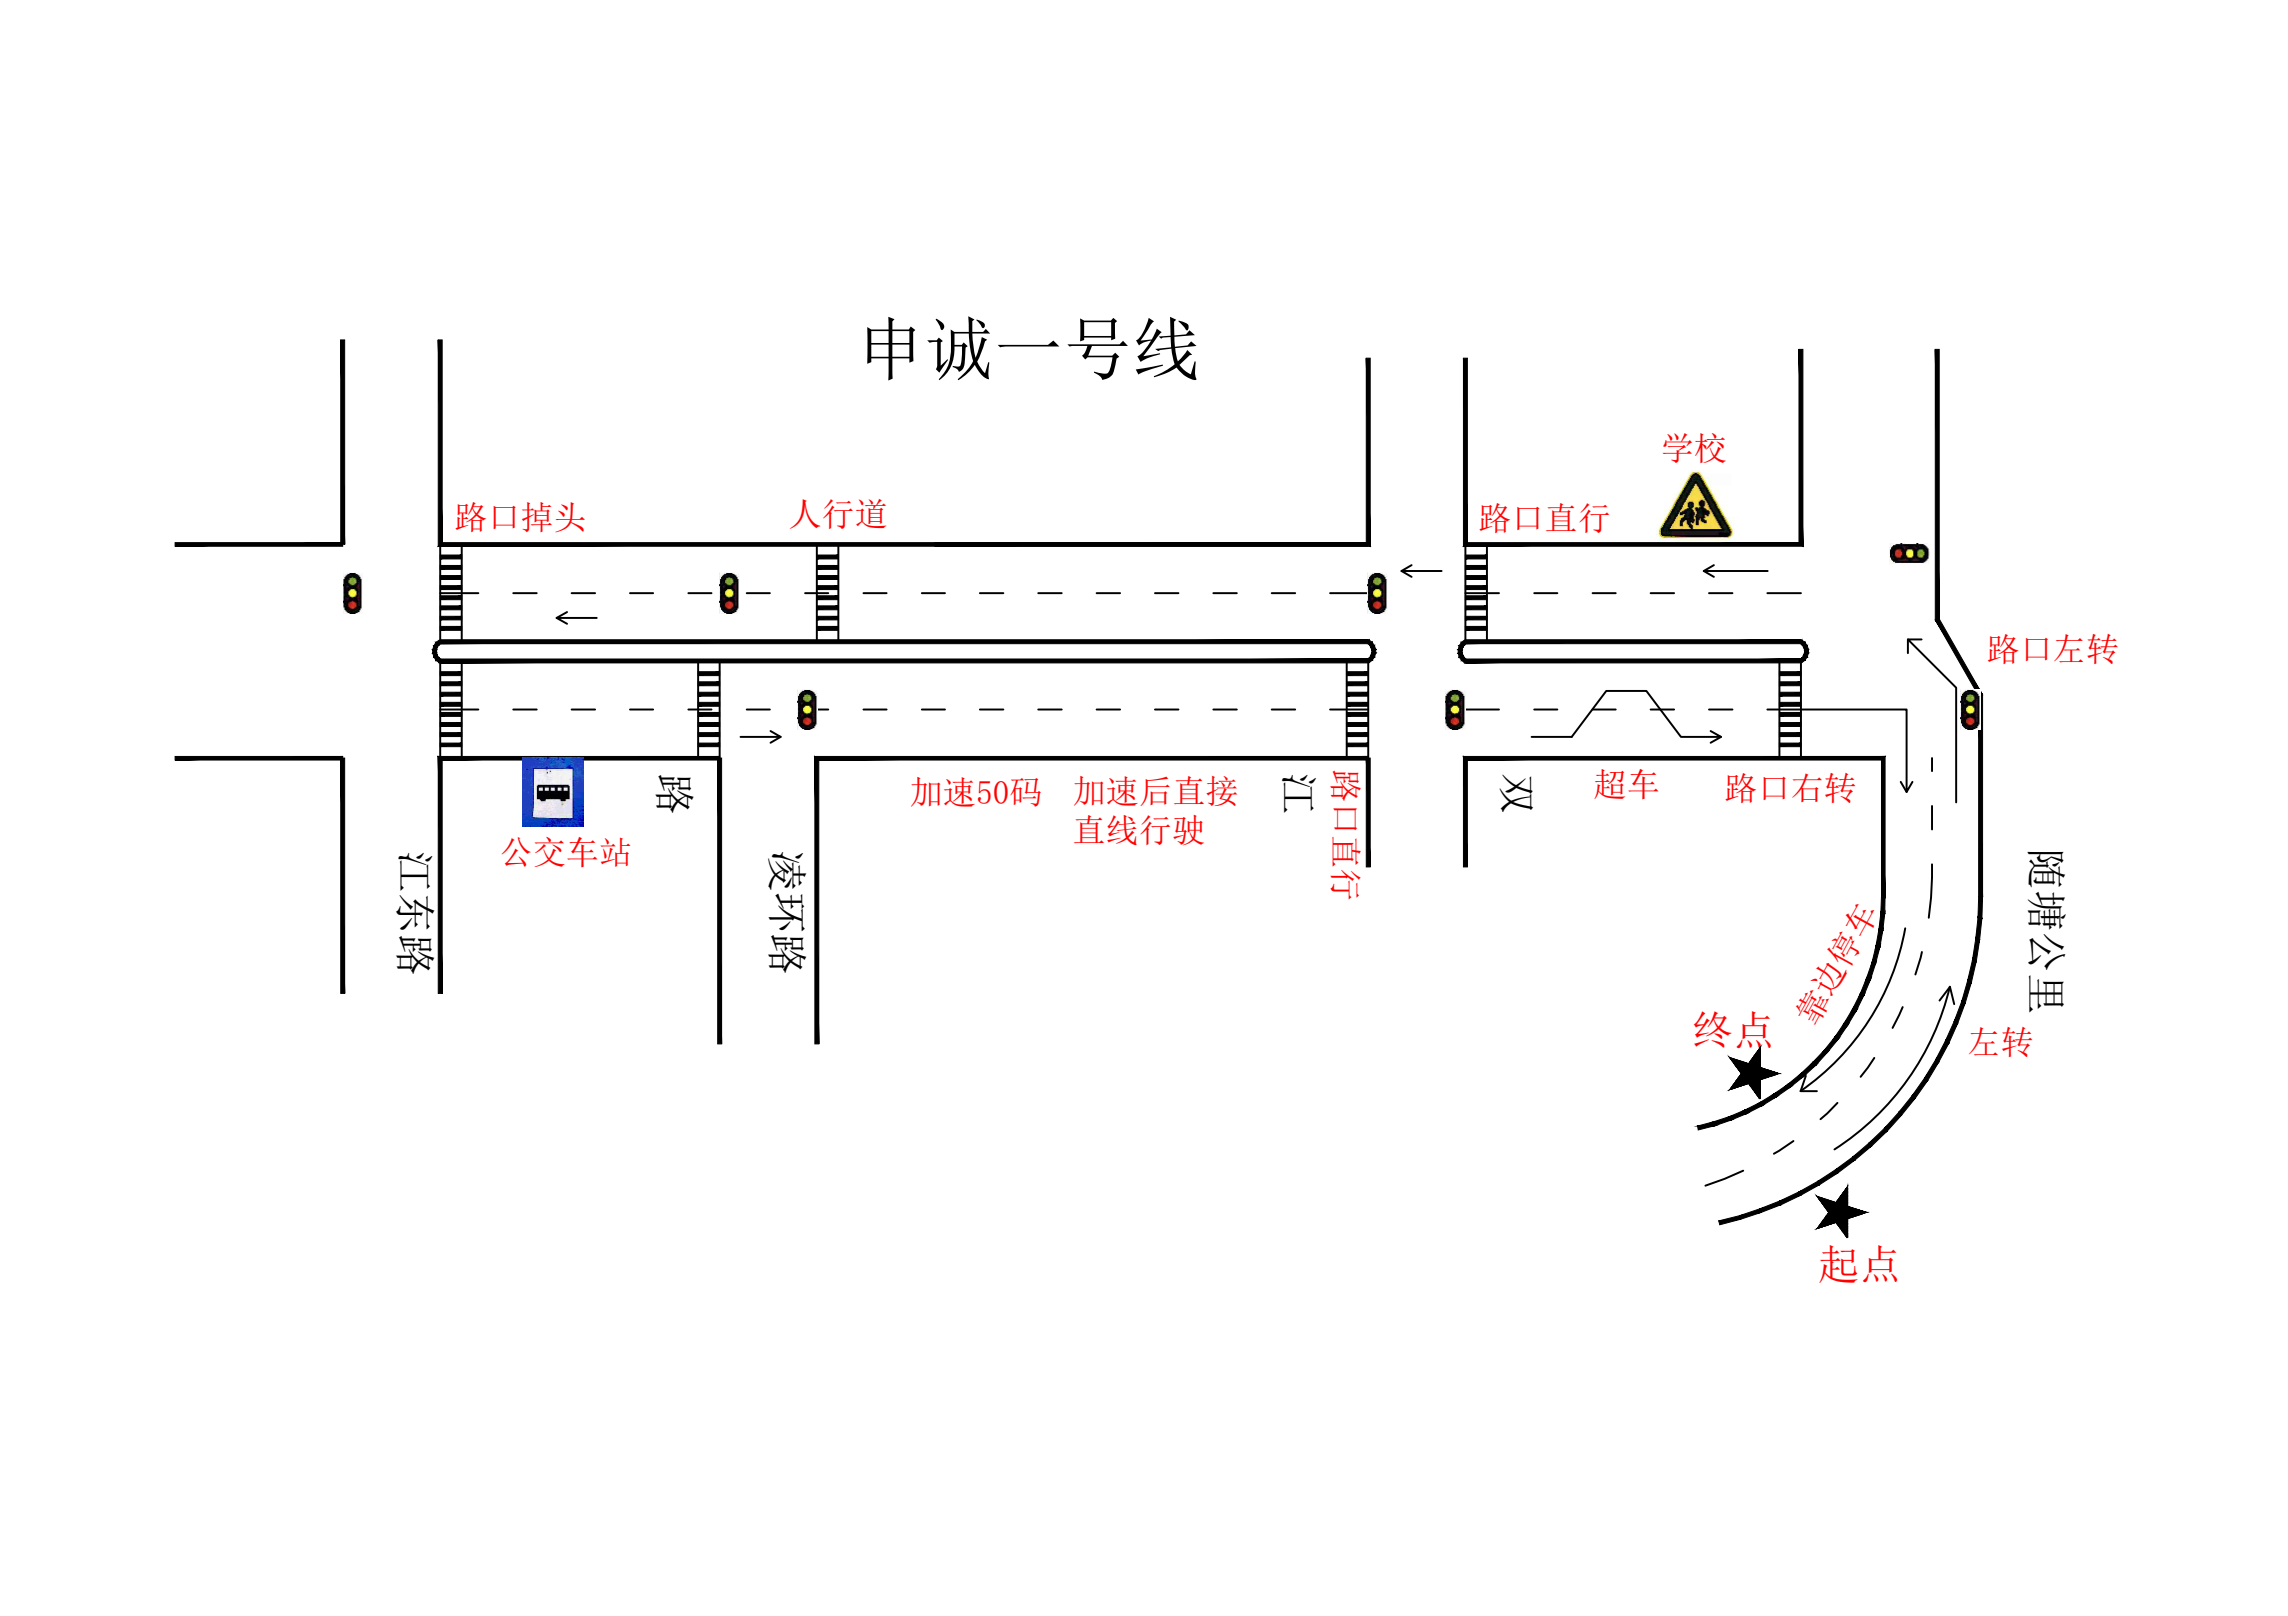 申诚一号线
学校
路口掉头
人行道
路口直行
路口左转
路
加速50码
加速后直接
直线行驶
江
路口直行
双
超车
路口右转
公交车站
江东路
凌环路
随塘公里
靠边停车
终点
左转
起点